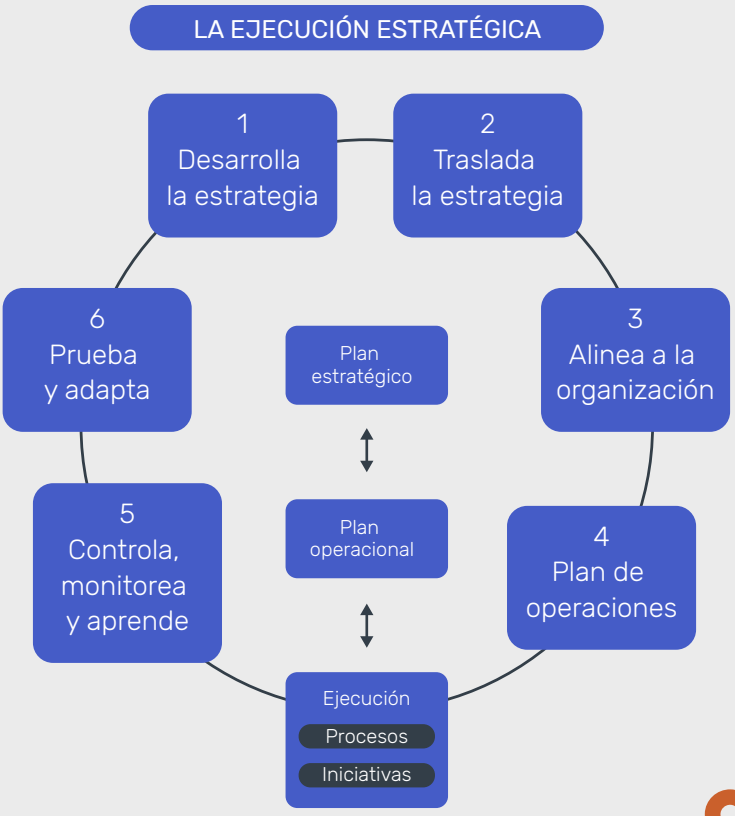 LA EJECUCIÓN ESTRATÉGICA
1
Desarrolla
la estrategia
2
Traslada
la estrategia
3
Alinea a la
organización
4
Plan de
operaciones
5
Controla,
monitorea
y aprende
6
Prueba
y adapta
Plan
estratégico
Plan
operacional
Ejecución
Procesos
Iniciativas